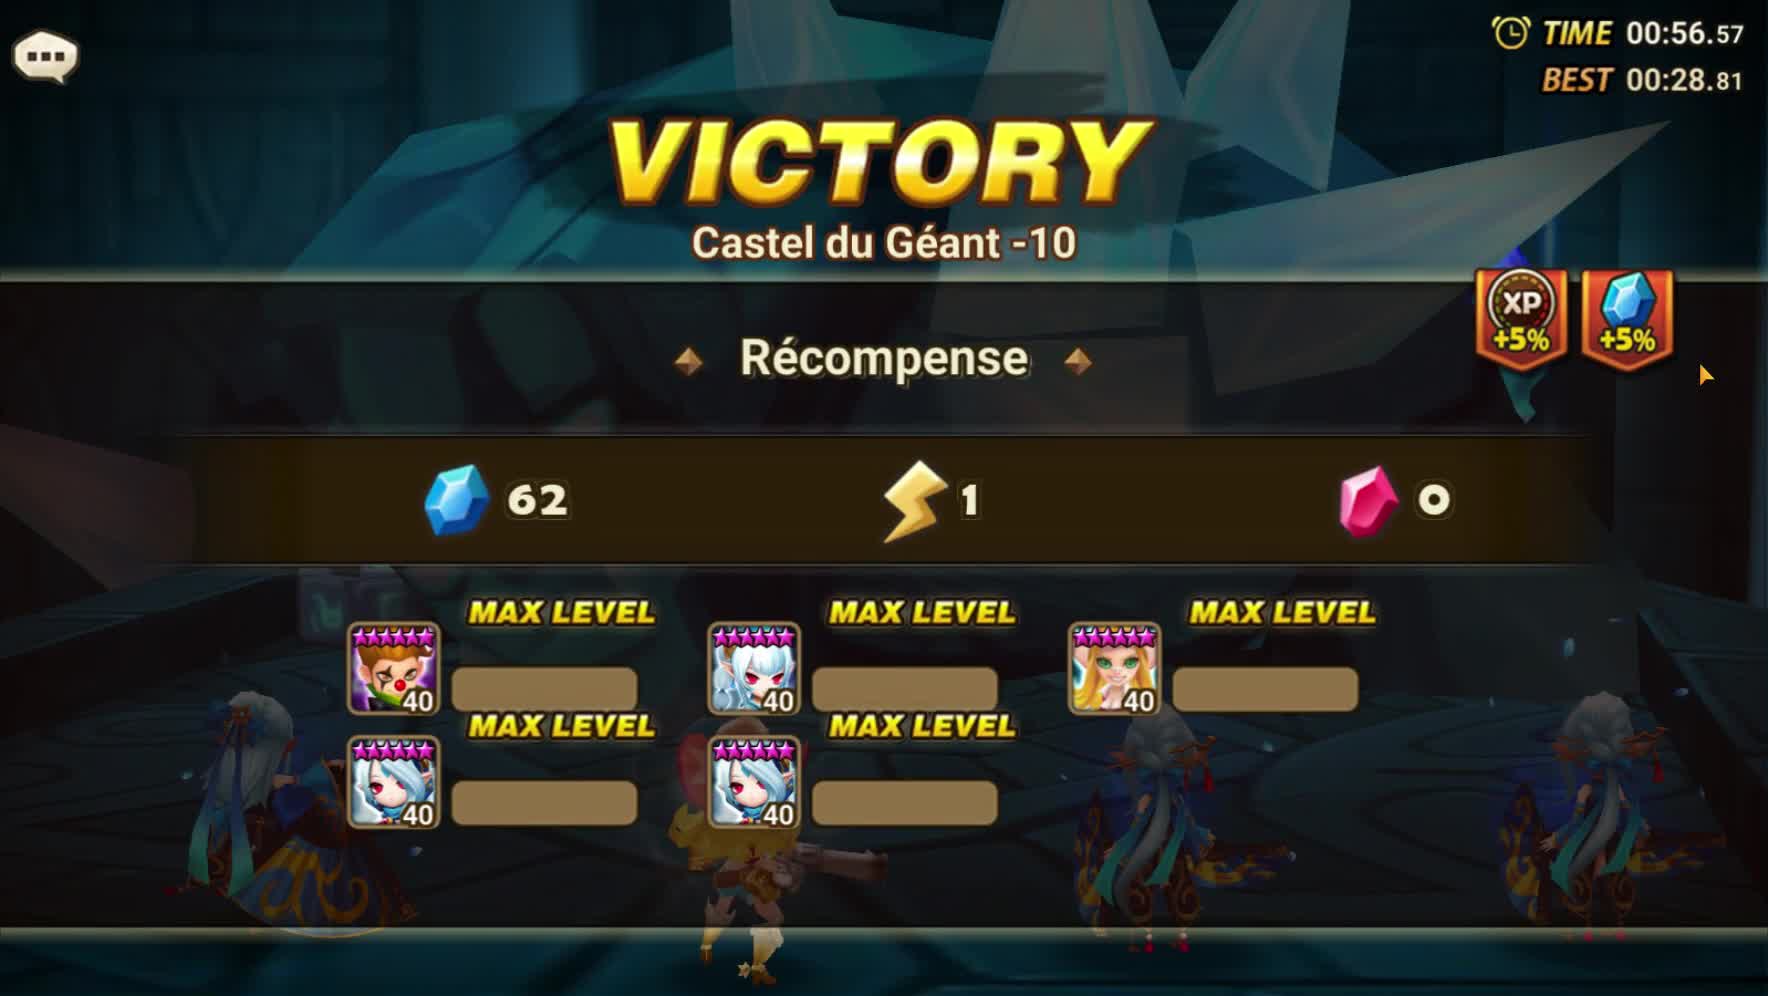 TIME 00:56.57
BEST 00:28.81
VICTORY
Castel du Géant -10
XP +5%
+5%
Récompense
62
1
0
MAX LEVEL
MAX LEVEL
MAX LEVEL
40
40
40
MAX LEVEL
MAX LEVEL
40
40